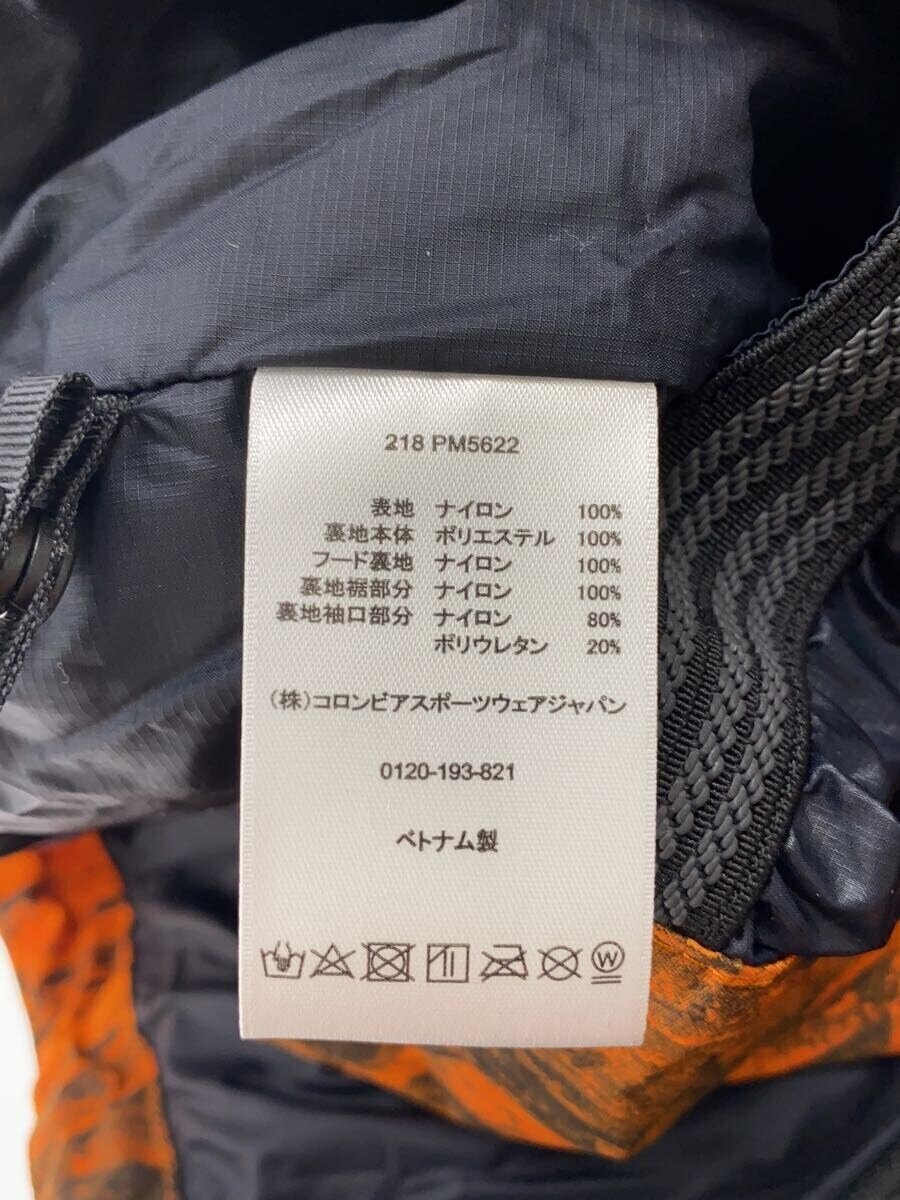 218 PM5622
表地 ナイロン 100%
裏地本体 ポリエステル 100%
フード裏地 ナイロン 100%
裏地裾部分 ナイロン 100%
裏地袖口部分 ナイロン 80%
ポリウレタン 20%
(株)コロンビアスポーツウェアジャパン
0120-193-821
ベトナム製
W